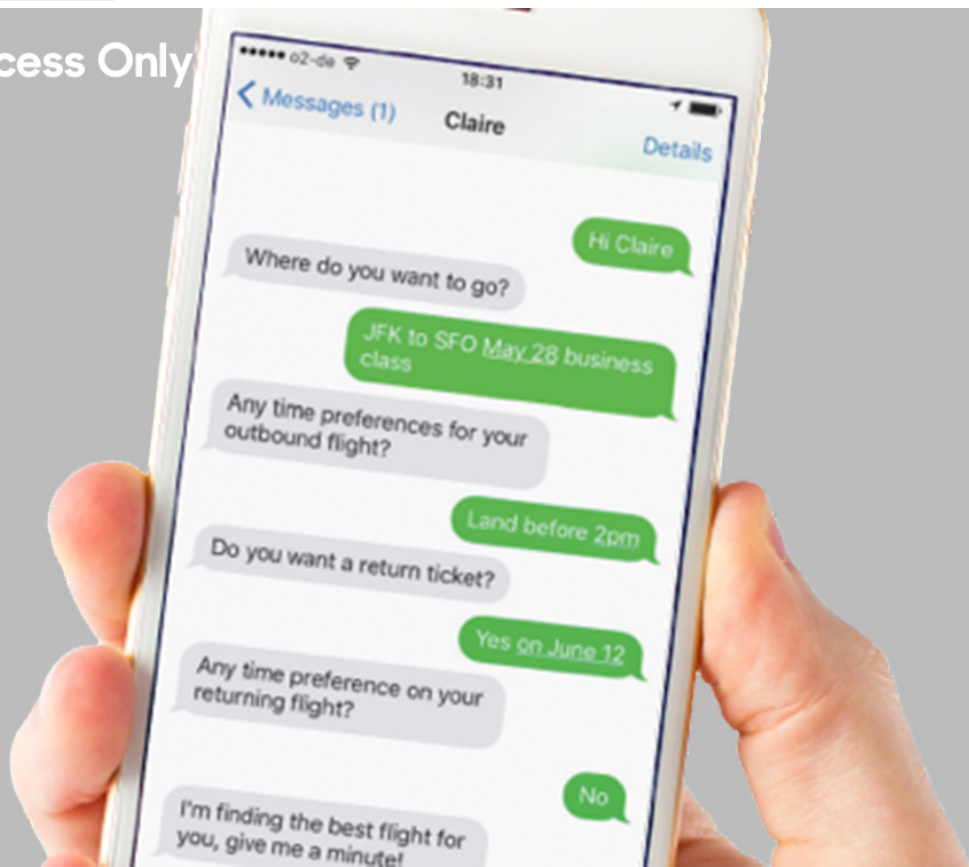 cess Only
o2-de
18:31
Messages (1)
Claire
Details
Hi Claire
Where do you want to go?
JFK to SFO May 28 business
class
Any time preferences for your
outbound flight?
Land before 2pm
Do you want a return ticket?
Yes on June 12
Any time preference on your
returning flight?
No
I'm finding the best flight for
you, give me a minute!